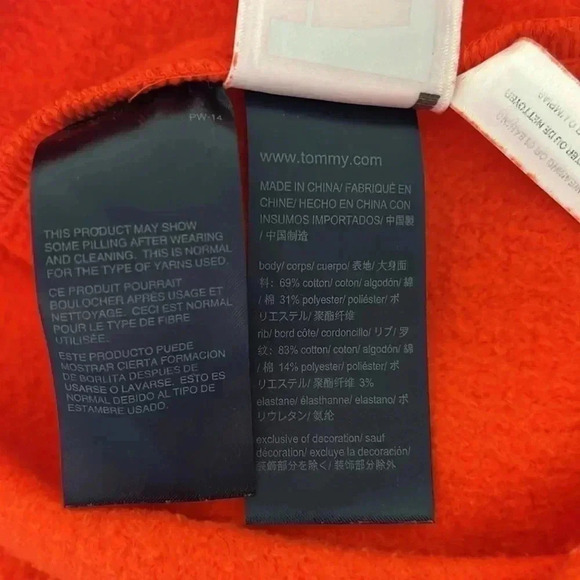 PW-14
THIS PRODUCT MAY SHOW
SOME PILLING AFTER WEARING
AND CLEANING. THIS IS NORMAL
FOR THE TYPE OF YARNS USED.
CE PRODUIT POURRAIT
BOULOCHER APRÈS USAGE ET
NETTOYAGE. CECI EST NORMAL
POUR LE TYPE DE FIBRE
UTILISÉE.
ESTE PRODUCTO PUEDE
MOSTRAR CIERTA FORMACIÓN
DE BORLITA DESPUES DE
USARSE O LAVARSE. ESTO ES
NORMAL DEBIDO AL TIPO DE
ESTAMBRE USADO.
www.tommy.com
MADE IN CHINA/ FABRIQUÉ EN
CHINE/ HECHO EN CHINA CON
INSUMOS IMPORTADOS/ 中国製
/ 中国制造
body/ corps/ cuerpo/ 表地/ 大身面
料: 69% cotton/ coton/ algodón/ 綿
/ 棉 31% polyester/ poliéster/ ポ
リエステル/ 聚酯纤维
rib/ bord côte/ cordoncillo/ リブ/ 罗
纹: 83% cotton/ coton/ algodón/ 綿
/ 棉 14% polyester/ poliéster/ ポ
リエステル/ 聚酯纤维 3%
elastane/ élasthanne/ elastano/ ポ
リウレタン/ 氨纶
exclusive of decoration/ sauf
décoration/ excluye la decoración/
装飾部分を除く/ 装饰部分除外